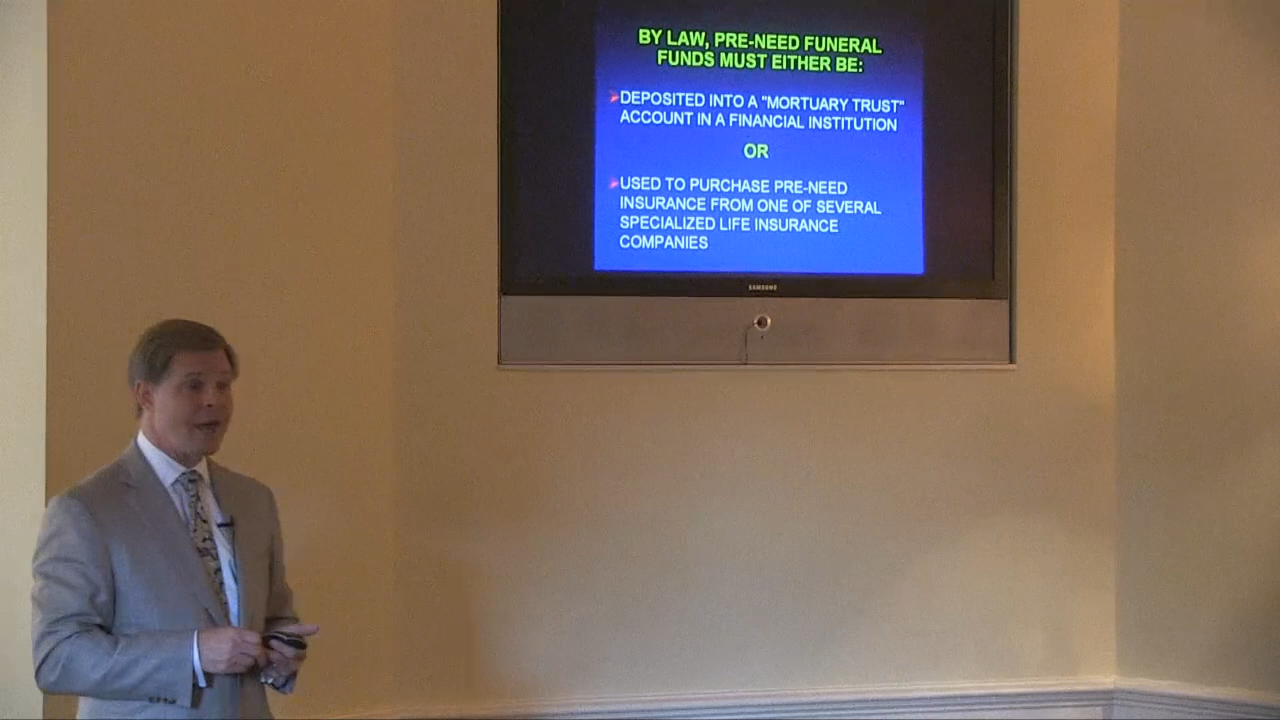 BY LAW, PRE-NEED FUNERAL
FUNDS MUST EITHER BE:
DEPOSITED INTO A "MORTUARY TRUST"
ACCOUNT IN A FINANCIAL INSTITUTION
OR
USED TO PURCHASE PRE-NEED
INSURANCE FROM ONE OF SEVERAL
SPECIALIZED LIFE INSURANCE
COMPANIES
SAMSUNG